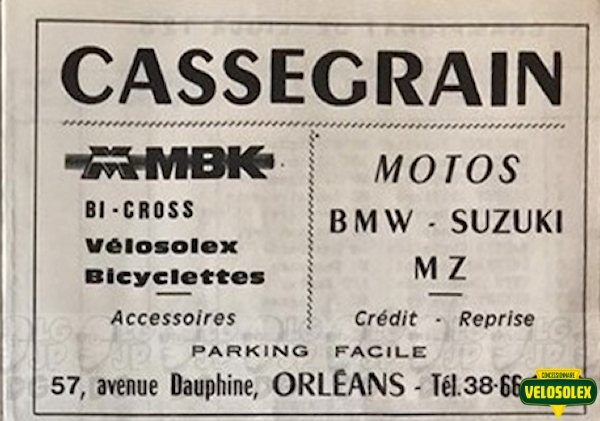 CASSEGRAIN
MBK
BI-CROSS
Vélosolex
Bicyclettes
Accessoires
MOTOS
BMW - SUZUKI
MZ
Crédit - Reprise
PARKING FACILE
57, avenue Dauphine, ORLÉANS - Tél. 38-66
CONCESSIONNAIRE
VELOSOLEX